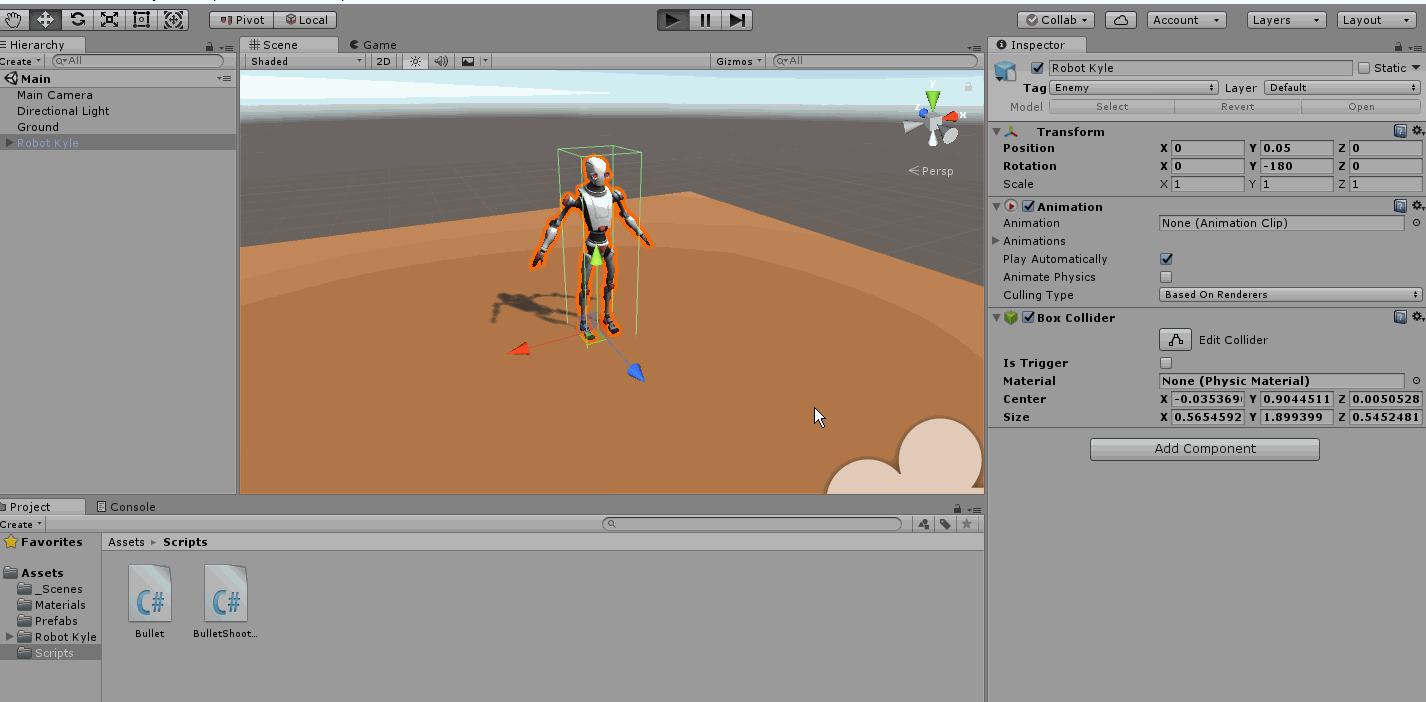 Pivot Local Collab Account Layers Layout
Hierarchy
Create All
Main
Main Camera
Directional Light
Ground
Robot Kyle
Scene Game
Shaded 2D Gizmos All
y
z x
Persp
Inspector
Robot Kyle Static
Tag Enemy Layer Default
Model Select Revert Open
Transform
Position X 0 Y 0.05 Z 0
Rotation X 0 Y -180 Z 0
Scale X 1 Y 1 Z 1
Animation
Animation None (Animation Clip)
Animations
Play Automatically
Animate Physics
Culling Type Based On Renderers
Box Collider
Edit Collider
Is Trigger
Material None (Physic Material)
Center X -0.035369 Y 0.9044511 Z 0.0050528
Size X 0.5654592 Y 1.899399 Z 0.5452481
Add Component
Project Console
Create
Favorites
Assets
_Scenes
Materials
Prefabs
Robot Kyle
Scripts
Assets Scripts
C# C#
Bullet BulletShoot...